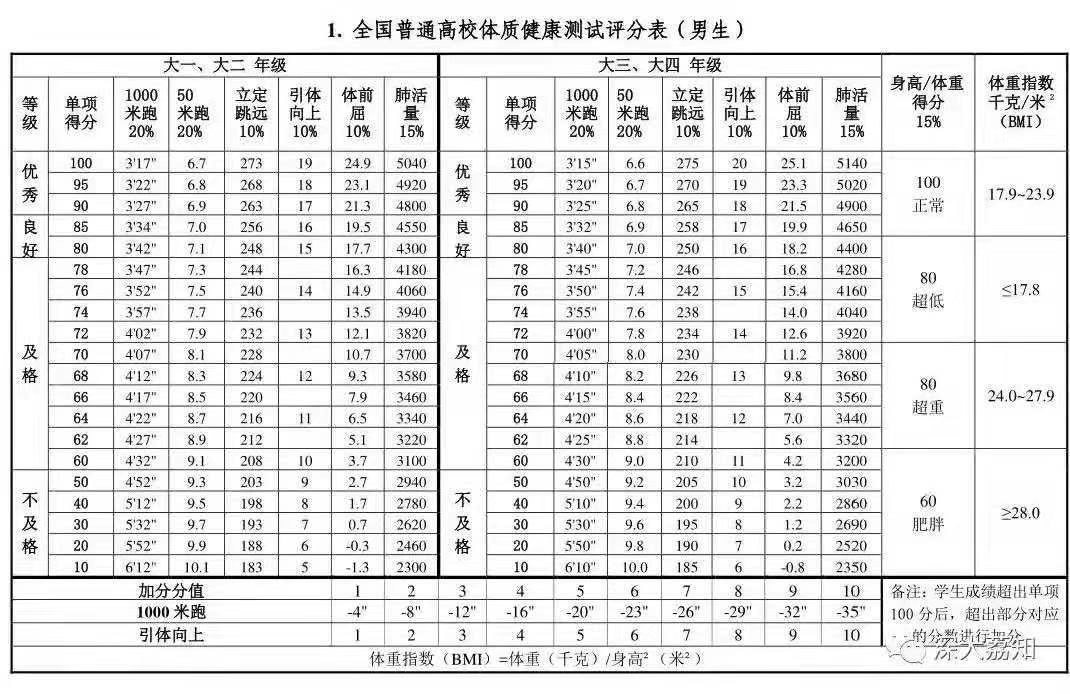 1. 全国普通高校体质健康测试评分表（男生）
大一、大二 年级 大三、大四 年级 身高/体重得分 15% 体重指数 千克/米²（BMI）
等级 单项得分 1000米跑 20% 50米跑 20% 立定跳远 10% 引体向上 10% 体前屈 10% 肺活量 15% 等级 单项得分 1000米跑 20% 50米跑 20% 立定跳远 10% 引体向上 10% 体前屈 10% 肺活量 15%
优秀 100 3'17" 6.7 273 19 24.9 5040 优秀 100 3'15" 6.6 275 20 25.1 5140 100 正常 17.9~23.9
95 3'22" 6.8 268 18 23.1 4920 95 3'20" 6.7 270 19 23.3 5020
90 3'27" 6.9 263 17 21.3 4800 90 3'25" 6.8 265 18 21.5 4900
良好 85 3'34" 7.0 256 16 19.5 4550 良好 85 3'32" 6.9 258 17 19.9 4650
80 3'42" 7.1 248 15 17.7 4300 80 3'40" 7.0 250 16 18.2 4400 80 超低 ≤17.8
及格 78 3'47" 7.3 244 16.3 4180 及格 78 3'45" 7.2 246 16.8 4280
76 3'52" 7.5 240 14 14.9 4060 76 3'50" 7.4 242 15 15.4 4160
74 3'57" 7.7 236 13.5 3940 74 3'55" 7.6 238 14.0 4040
72 4'02" 7.9 232 13 12.1 3820 72 4'00" 7.8 234 14 12.6 3920
70 4'07" 8.1 228 10.7 3700 70 4'05" 8.0 230 11.2 3800 80 超重 24.0~27.9
68 4'12" 8.3 224 12 9.3 3580 68 4'10" 8.2 226 13 9.8 3680
66 4'17" 8.5 220 7.9 3460 66 4'15" 8.4 222 8.4 3560
64 4'22" 8.7 216 11 6.5 3340 64 4'20" 8.6 218 12 7.0 3440
62 4'27" 8.9 212 5.1 3220 62 4'25" 8.8 214 5.6 3320
60 4'32" 9.1 208 10 3.7 3100 60 4'30" 9.0 210 11 4.2 3200 60 肥胖 ≥28.0
不及格 50 4'52" 9.3 203 9 2.7 2940 不及格 50 4'50" 9.2 205 10 3.2 3030
40 5'12" 9.5 198 8 1.7 2780 40 5'10" 9.4 200 9 2.2 2860
30 5'32" 9.7 193 7 0.7 2620 30 5'30" 9.6 195 8 1.2 2690
20 5'52" 9.9 188 6 -0.3 2460 20 5'50" 9.8 190 7 0.2 2520
10 6'12" 10.1 183 5 -1.3 2300 10 6'10" 10.0 185 6 -0.8 2350
加分分值 1 2 3 4 5 6 7 8 9 10
1000 米跑 -4" -8" -12" -16" -20" -23" -26" -29" -32" -35"
引体向上 1 2 3 4 5 6 7 8 9 10
体重指数（BMI）=体重（千克）/身高²（米²）
备注：学生成绩超出单项
100 分后，超出部分对应
的分数进行加分
深大荔知